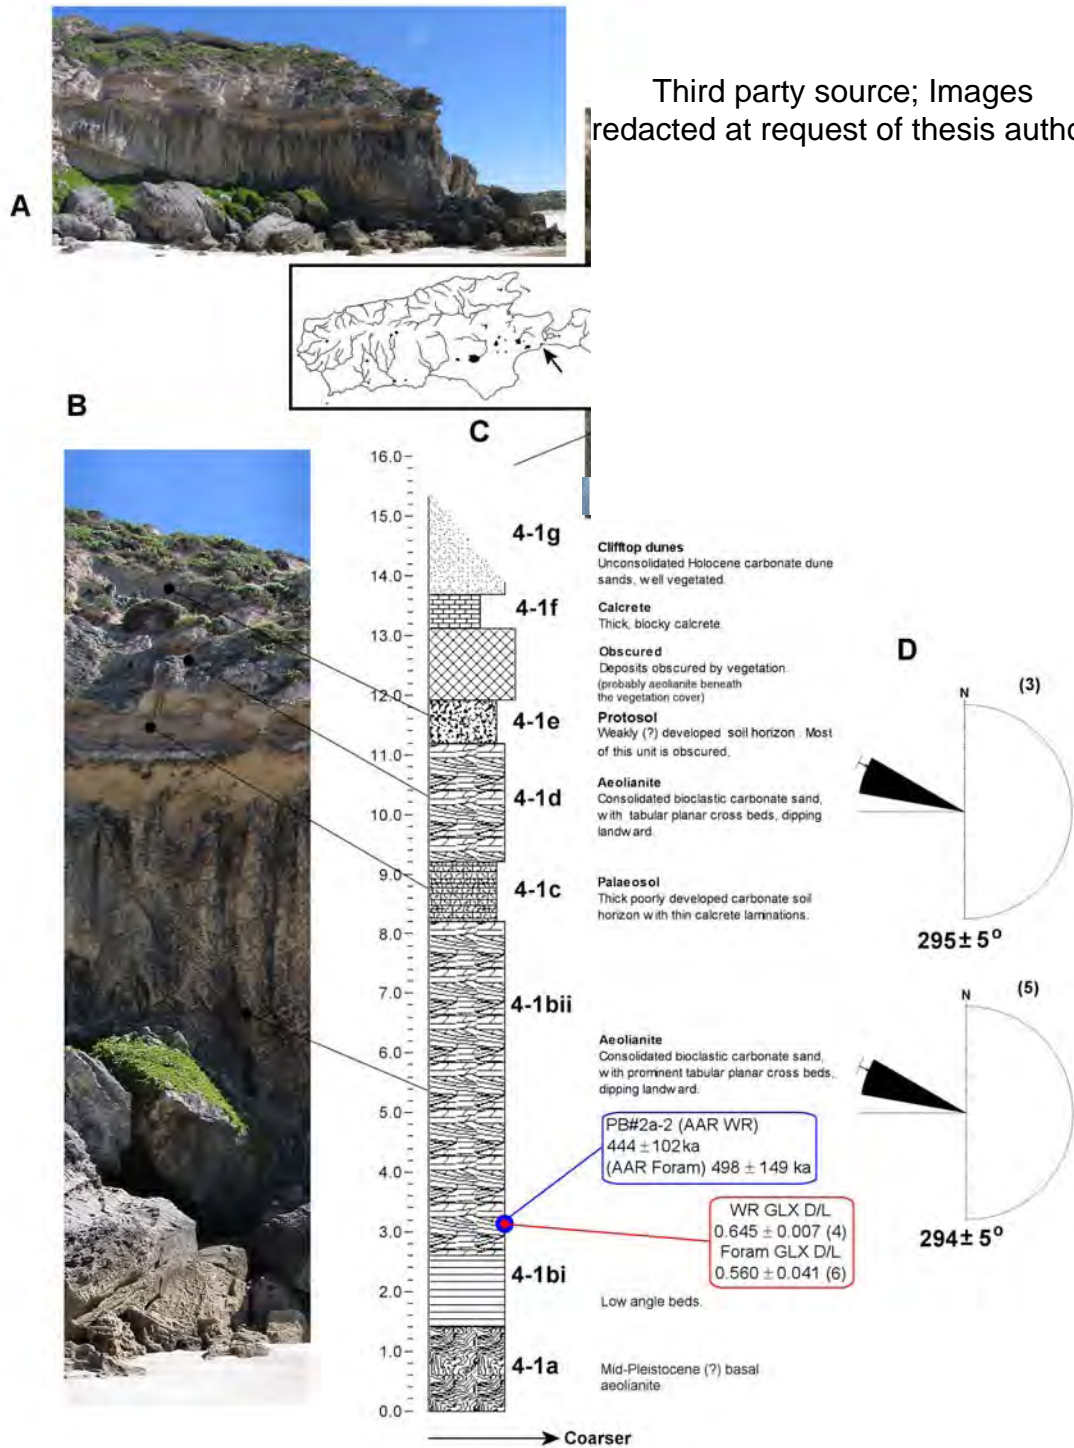 Third party source; Images
redacted at request of thesis autho
A
B
C
16.0
15.0
14.0
13.0
12.0
11.0
10.0
9.0
8.0
7.0
6.0
5.0
4.0
3.0
2.0
1.0
0.0
4-1g
Clifftop dunes
Unconsolidated Holocene carbonate dune
sands, well vegetated.
4-1f
Calcrete
Thick, blocky calcrete.
Obscured
Deposits obscured by vegetation.
(probably aeolianite beneath
the vegetation cover)
4-1e
Protosol
Weakly (?) developed soil horizon. Most
of this unit is obscured.
4-1d
Aeolianite
Consolidated bioclastic carbonate sand,
with tabular planar cross beds, dipping
landward.
4-1c
Palaeosol
Thick poorly developed carbonate soil
horizon with thin calcrete laminations.
4-1bii
Aeolianite
Consolidated bioclastic carbonate sand,
with prominent tabular planar cross beds,
dipping landward.
PB#2a-2 (AAR WR)
444 ± 102 ka
(AAR Foram) 498 ± 149 ka
WR GLX D/L
0.645 ± 0.007 (4)
Foram GLX D/L
0.560 ± 0.041 (6)
4-1bi
Low angle beds.
4-1a
Mid-Pleistocene (?) basal
aeolianite
Coarser
D
N
(3)
295 ± 5°
N
(5)
294 ± 5°